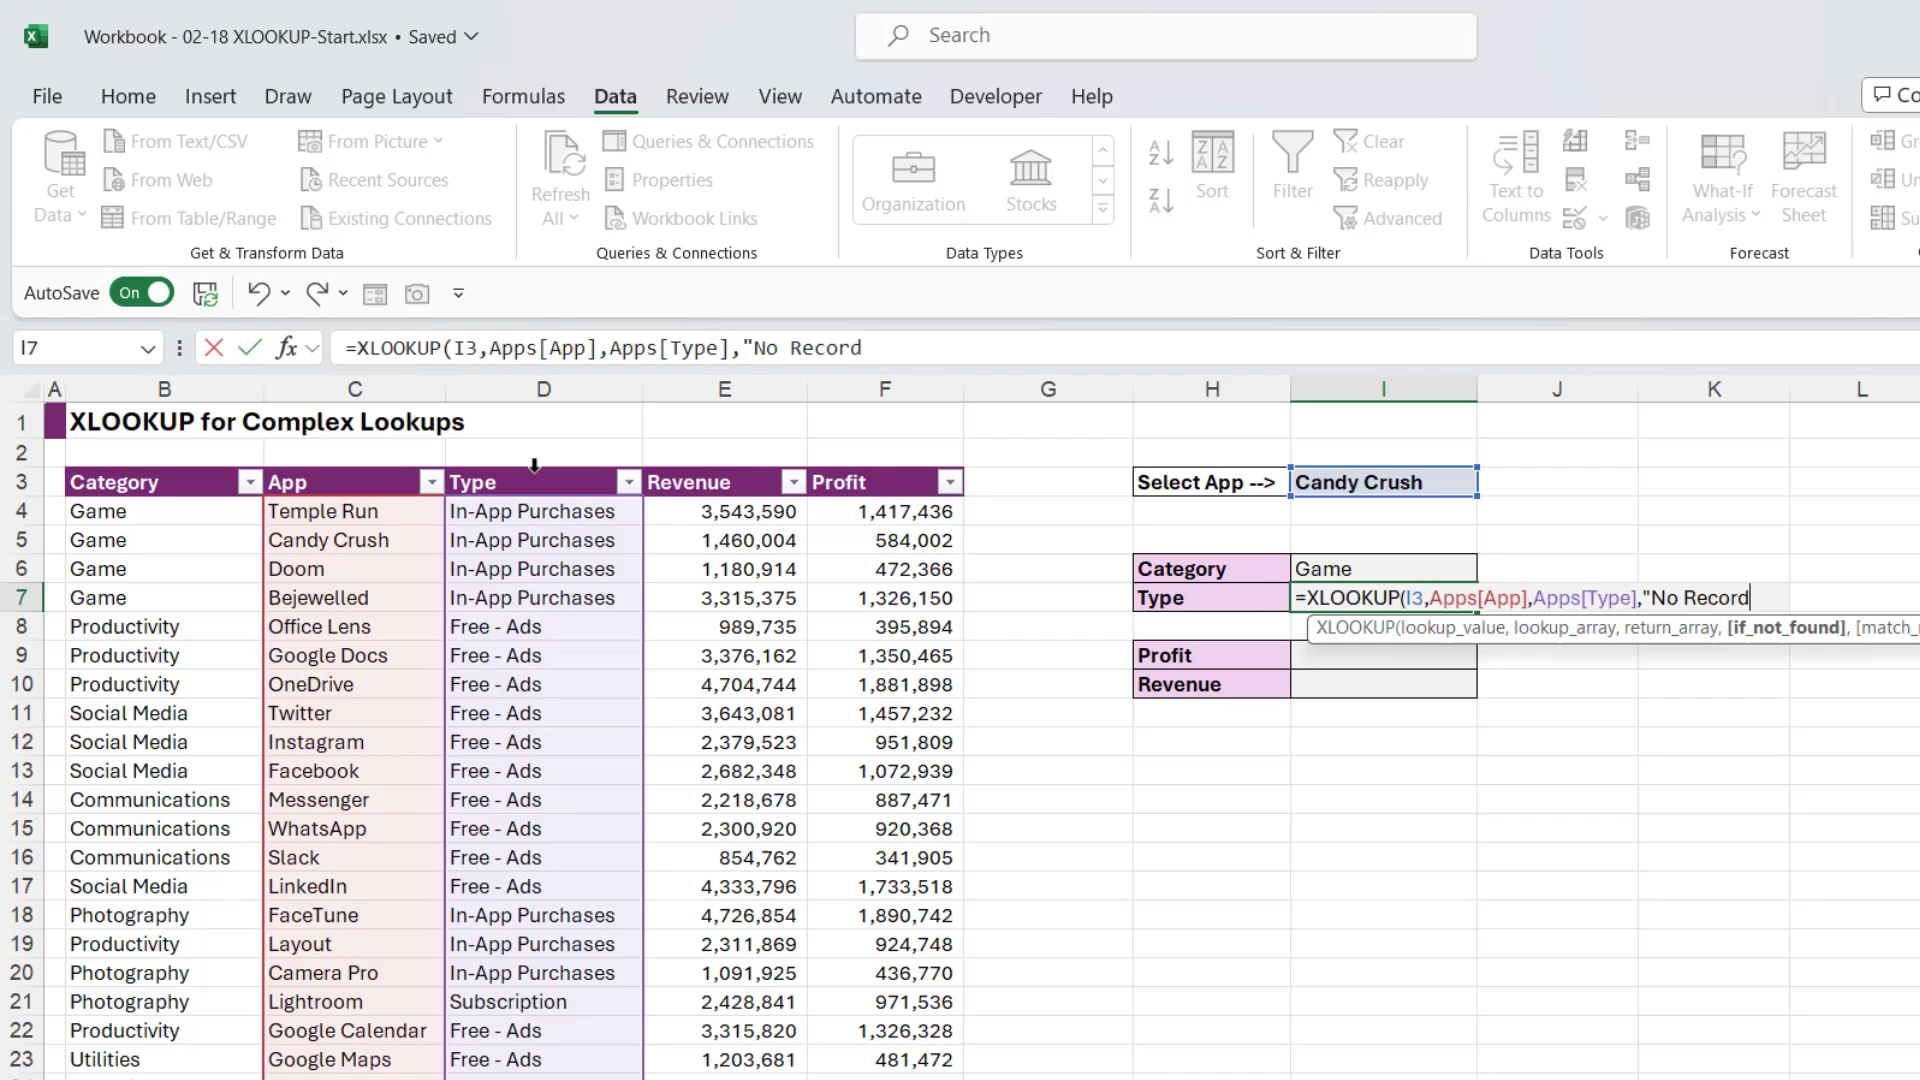 Workbook - 02-18 XLOOKUP-Start.xlsx • Saved
Search
File Home Insert Draw Page Layout Formulas Data Review View Automate Developer Help
Get Data
From Text/CSV
From Web
From Table/Range
From Picture
Recent Sources
Existing Connections
Get & Transform Data
Refresh All
Queries & Connections
Properties
Workbook Links
Queries & Connections
Organization
Stocks
Data Types
Sort
Filter
Clear
Reapply
Advanced
Sort & Filter
Text to Columns
Data Tools
What-If Analysis
Forecast Sheet
Forecast
AutoSave On
I7
fx
=XLOOKUP(I3,Apps[App],Apps[Type],"No Record
A B C D E F G H I J K L
1 XLOOKUP for Complex Lookups
2
3 Category App Type Revenue Profit Select App --> Candy Crush
4 Game Temple Run In-App Purchases 3,543,590 1,417,436
5 Game Candy Crush In-App Purchases 1,460,004 584,002
6 Game Doom In-App Purchases 1,180,914 472,366 Category Game
7 Game Bejewelled In-App Purchases 3,315,375 1,326,150 Type =XLOOKUP(I3,Apps[App],Apps[Type],"No Record
8 Productivity Office Lens Free - Ads 989,735 395,894 XLOOKUP(lookup_value, lookup_array, return_array, [if_not_found], [match_
9 Productivity Google Docs Free - Ads 3,376,162 1,350,465 Profit
10 Productivity OneDrive Free - Ads 4,704,744 1,881,898 Revenue
11 Social Media Twitter Free - Ads 3,643,081 1,457,232
12 Social Media Instagram Free - Ads 2,379,523 951,809
13 Social Media Facebook Free - Ads 2,682,348 1,072,939
14 Communications Messenger Free - Ads 2,218,678 887,471
15 Communications WhatsApp Free - Ads 2,300,920 920,368
16 Communications Slack Free - Ads 854,762 341,905
17 Social Media LinkedIn Free - Ads 4,333,796 1,733,518
18 Photography FaceTune In-App Purchases 4,726,854 1,890,742
19 Productivity Layout In-App Purchases 2,311,869 924,748
20 Photography Camera Pro In-App Purchases 1,091,925 436,770
21 Photography Lightroom Subscription 2,428,841 971,536
22 Productivity Google Calendar Free - Ads 3,315,820 1,326,328
23 Utilities Google Maps Free - Ads 1,203,681 481,472